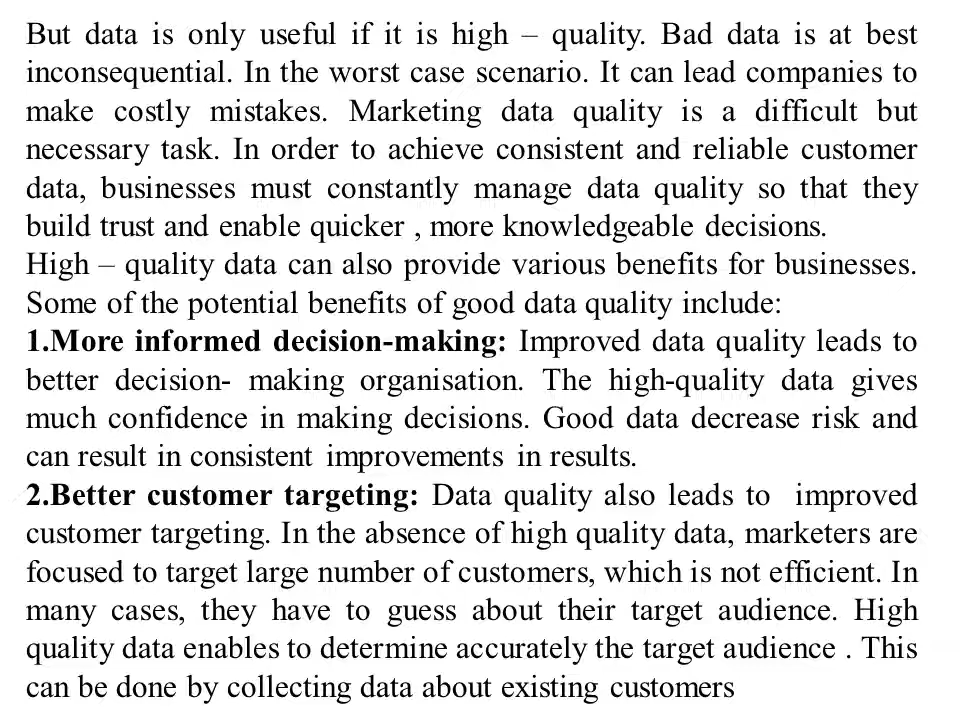 But data is only useful if it is high – quality. Bad data is at best
inconsequential. In the worst case scenario. It can lead companies to
make costly mistakes. Marketing data quality is a difficult but
necessary task. In order to achieve consistent and reliable customer
data, businesses must constantly manage data quality so that they
build trust and enable quicker , more knowledgeable decisions.
High – quality data can also provide various benefits for businesses.
Some of the potential benefits of good data quality include:
1.More informed decision-making: Improved data quality leads to
better decision- making organisation. The high-quality data gives
much confidence in making decisions. Good data decrease risk and
can result in consistent improvements in results.
2.Better customer targeting: Data quality also leads to  improved
customer targeting. In the absence of high quality data, marketers are
focused to target large number of customers, which is not efficient. In
many cases, they have to guess about their target audience. High
quality data enables to determine accurately the target audience . This
can be done by collecting data about existing customers